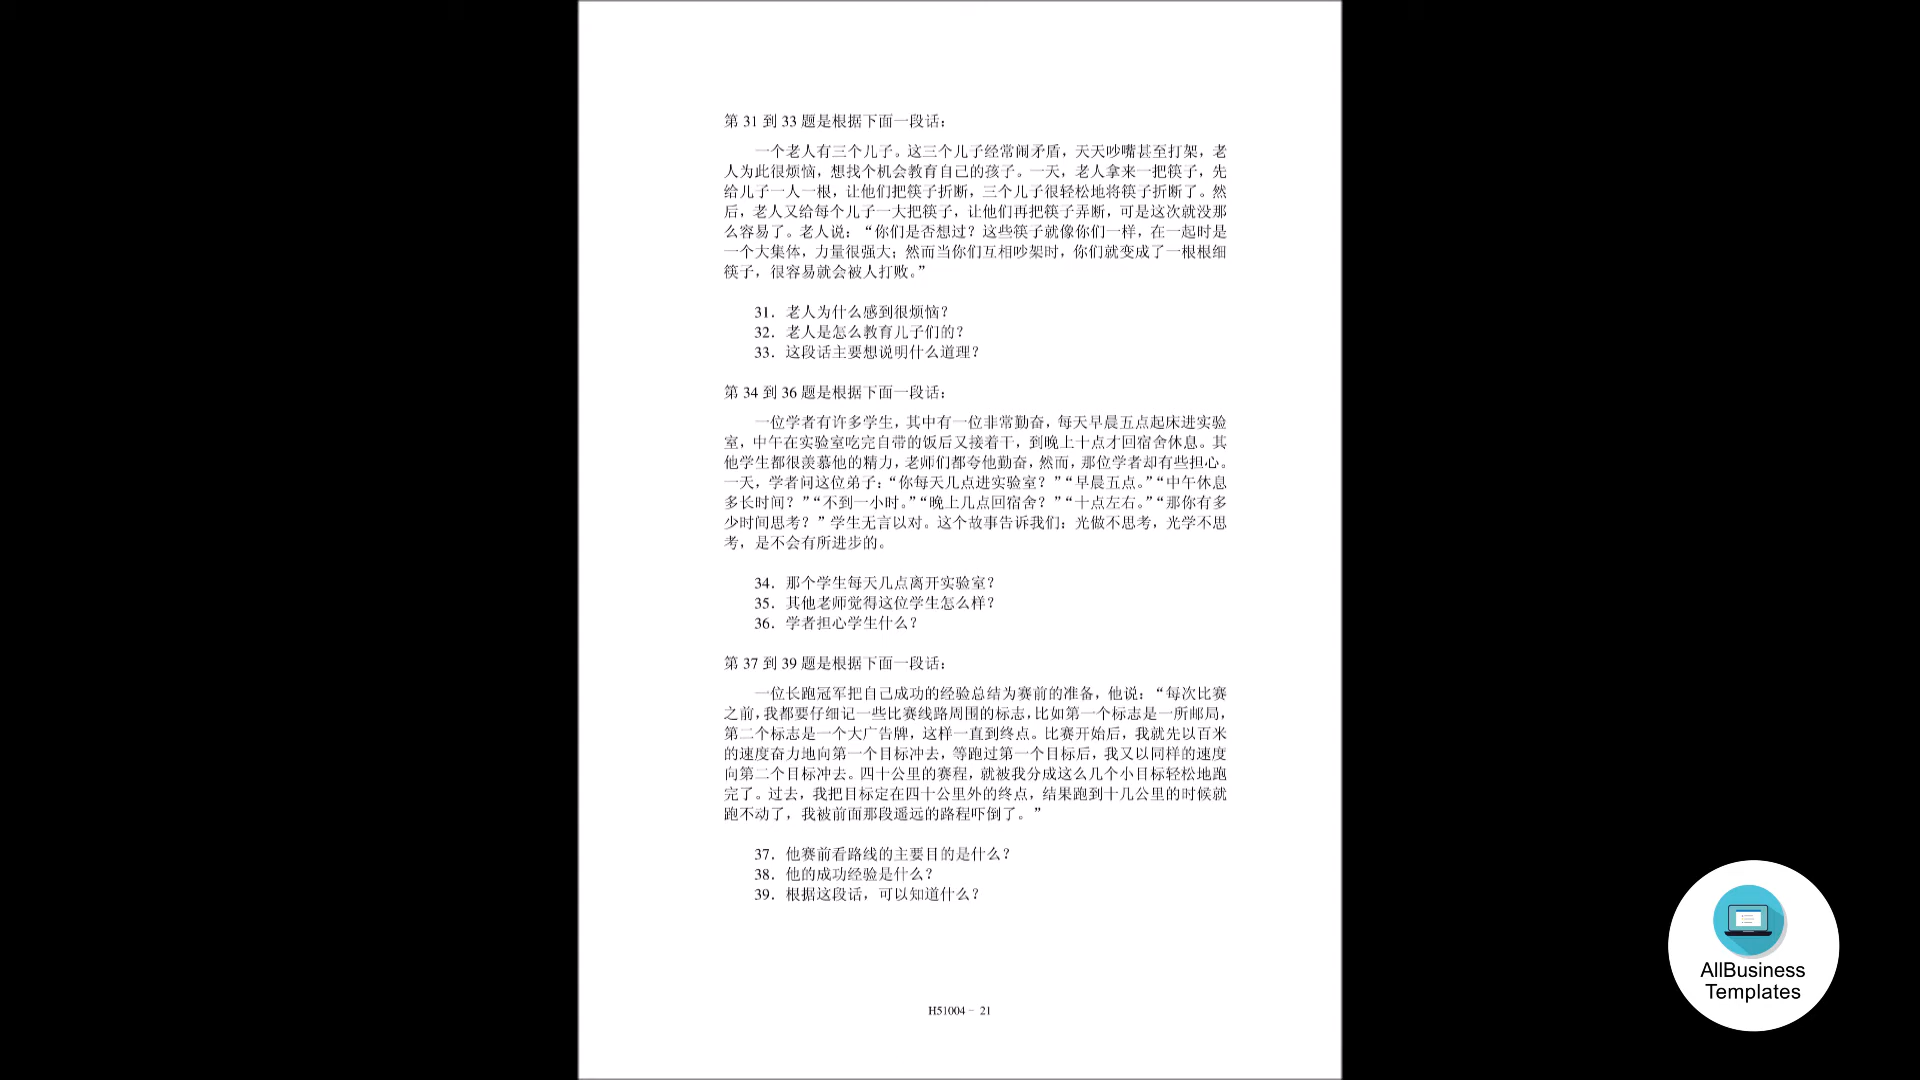 第 31 到 33 题是根据下面一段话：
一个老人有三个儿子。这三个儿子经常闹矛盾，天天吵嘴甚至打架，老
人为此很烦恼，想找个机会教育自己的孩子。一天，老人拿来一把筷子，先
给儿子一人一根，让他们把筷子折断，三个儿子很轻松地将筷子折断了。然
后，老人又给每个儿子一大把筷子，让他们再把筷子弄断，可是这次就没那
么容易了。老人说：“你们是否想过？这些筷子就像你们一样，在一起时是
一个大集体，力量很强大；然而当你们互相吵架时，你们就变成了一根根细
筷子，很容易就会被人打败。”
31．老人为什么感到很烦恼？
32．老人是怎么教育儿子们的？
33．这段话主要想说明什么道理？
第 34 到 36 题是根据下面一段话：
一位学者有许多学生，其中有一位非常勤奋，每天早晨五点起床进实验
室，中午在实验室吃完自带的饭后又接着干，到晚上十点才回宿舍休息。其
他学生都很羡慕他的精力，老师们都夸他勤奋，然而，那位学者却有些担心。
一天，学者问这位弟子：“你每天几点进实验室？”“早晨五点。”“中午休息
多长时间？”“不到一小时。”“晚上几点回宿舍？”“十点左右。”“那你有多
少时间思考？”学生无言以对。这个故事告诉我们：光做不思考，光学不思
考，是不会有所进步的。
34．那个学生每天几点离开实验室？
35．其他老师觉得这位学生怎么样？
36．学者担心学生什么？
第 37 到 39 题是根据下面一段话：
一位长跑冠军把自己成功的经验总结为赛前的准备，他说：“每次比赛
之前，我都要仔细记一些比赛线路周围的标志，比如第一个标志是一所邮局，
第二个标志是一个大广告牌，这样一直到终点。比赛开始后，我就先以百米
的速度奋力地向第一个目标冲去，等跑过第一个目标后，我又以同样的速度
向第二个目标冲去。四十公里的赛程，就被我分成这么几个小目标轻松地跑
完了。过去，我把目标定在四十公里外的终点，结果跑到十几公里的时候就
跑不动了，我被前面那段遥远的路程吓倒了。”
37．他赛前看路线的主要目的是什么？
38．他的成功经验是什么？
39．根据这段话，可以知道什么？
H51004－ 21
AllBusiness
Templates